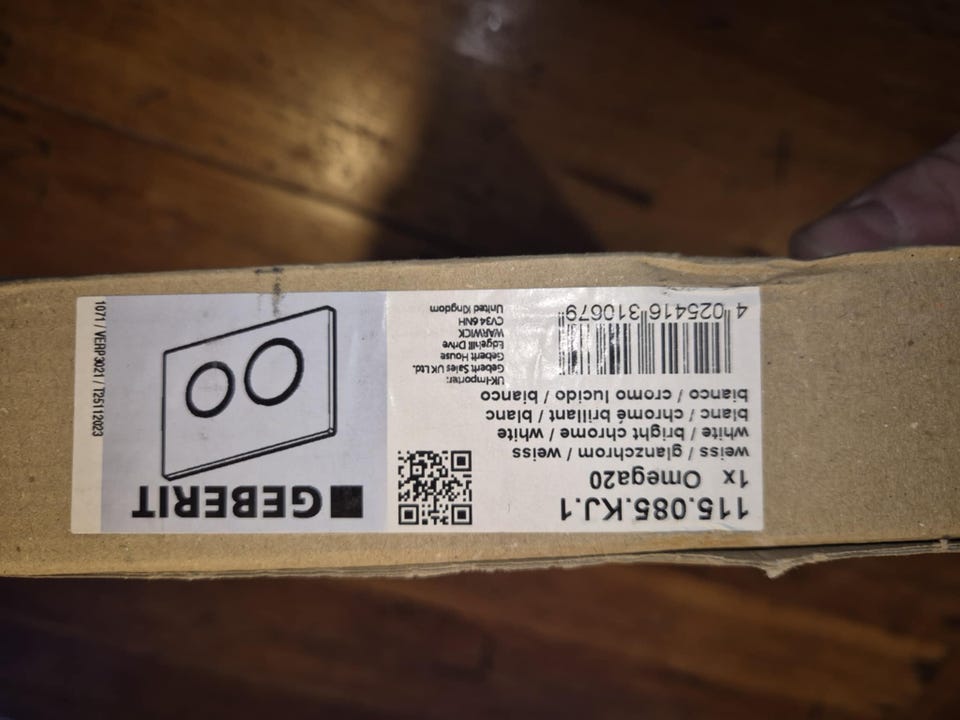 115.085.KJ.1
1x Omega20
weiss / glanzchrom / weiss
white / bright chrome / white
blanc / chromé brillant / blanc
bianco / cromo lucido / bianco
4 025416 310679
UK-Importer:
Geberit Sales UK Ltd.
Geberit House
Edgehill Drive
WARWICK
CV34 6NH
United Kingdom
GEBERIT
1071 / VERP3021 / T25112023